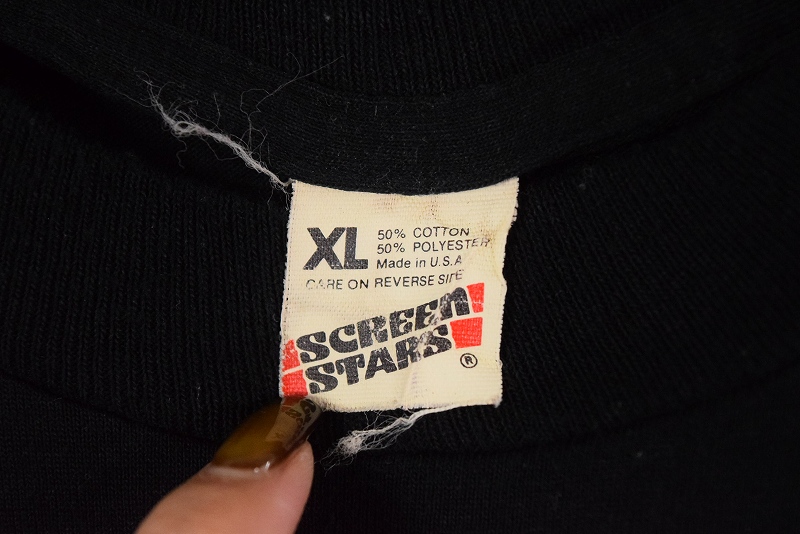 XL
50% COTTON
50% POLYESTER
Made in U.S.A
CARE ON REVERSE SIDE
SCREEN
STARS
®